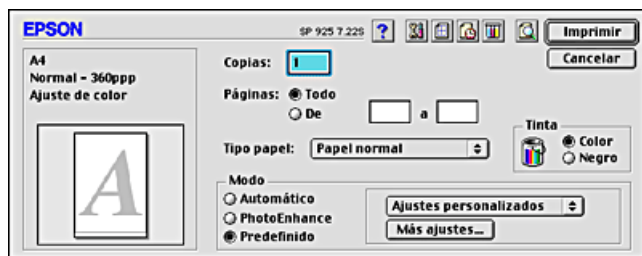 EPSON
SP 925 7.22S
?
Imprimir
Cancelar
A4
Normal - 360ppp
Ajuste de color
A
Copias: 1
Páginas: Todo
De a
Tipo papel: Papel normal
Tinta
Color
Negro
Modo
Automático
PhotoEnhance
Predefinido
Ajustes personalizados
Más ajustes...